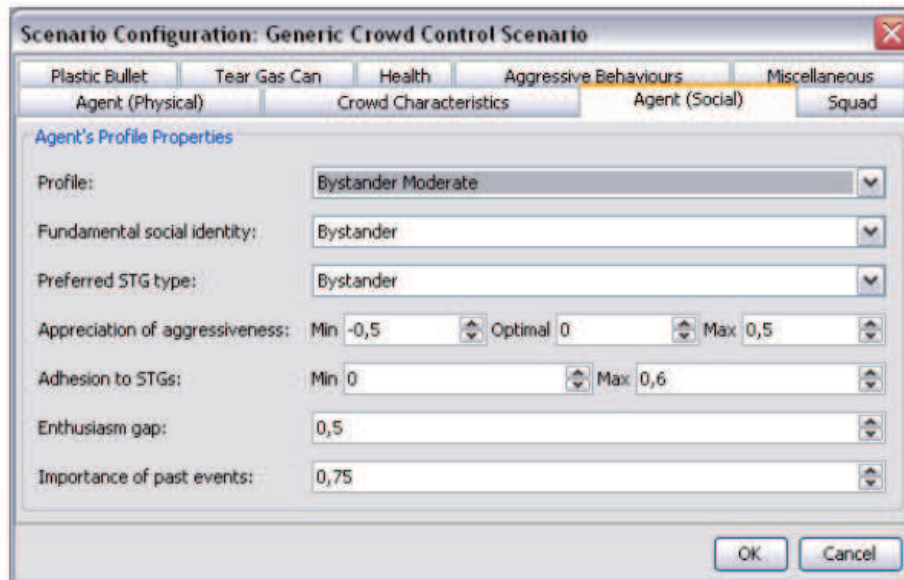 Scenario Configuration: Generic Crowd Control Scenario
Plastic Bullet Tear Gas Can Health Aggressive Behaviours Miscellaneous
Agent (Physical) Crowd Characteristics Agent (Social) Squad
Agent's Profile Properties
Profile: Bystander Moderate
Fundamental social identity: Bystander
Preferred STG type: Bystander
Appreciation of aggressiveness: Min -0,5 Optimal 0 Max 0,5
Adhesion to STGs: Min 0 Max 0,6
Enthusiasm gap: 0,5
Importance of past events: 0,75
OK Cancel